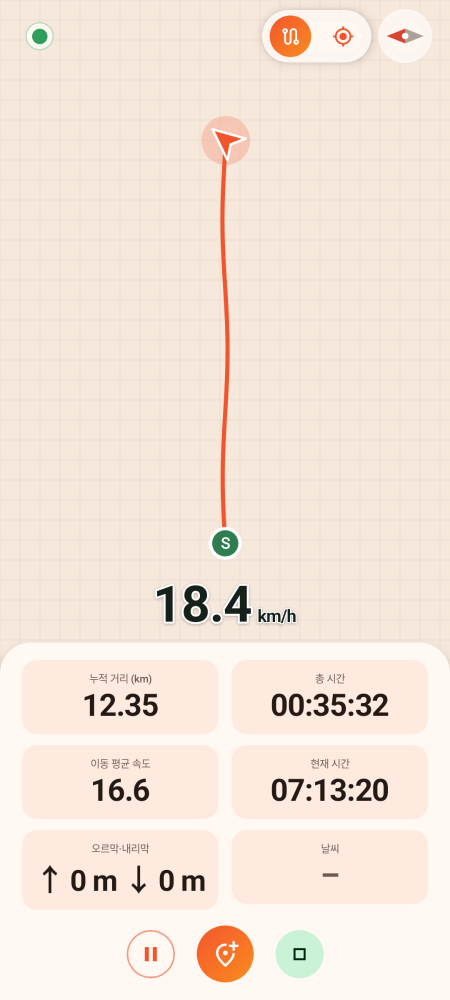 S
18.4 km/h
누적 거리 (km)
12.35
총 시간
00:35:32
이동 평균 속도
16.6
현재 시간
07:13:20
오르막·내리막
↑ 0 m ↓ 0 m
날씨
–